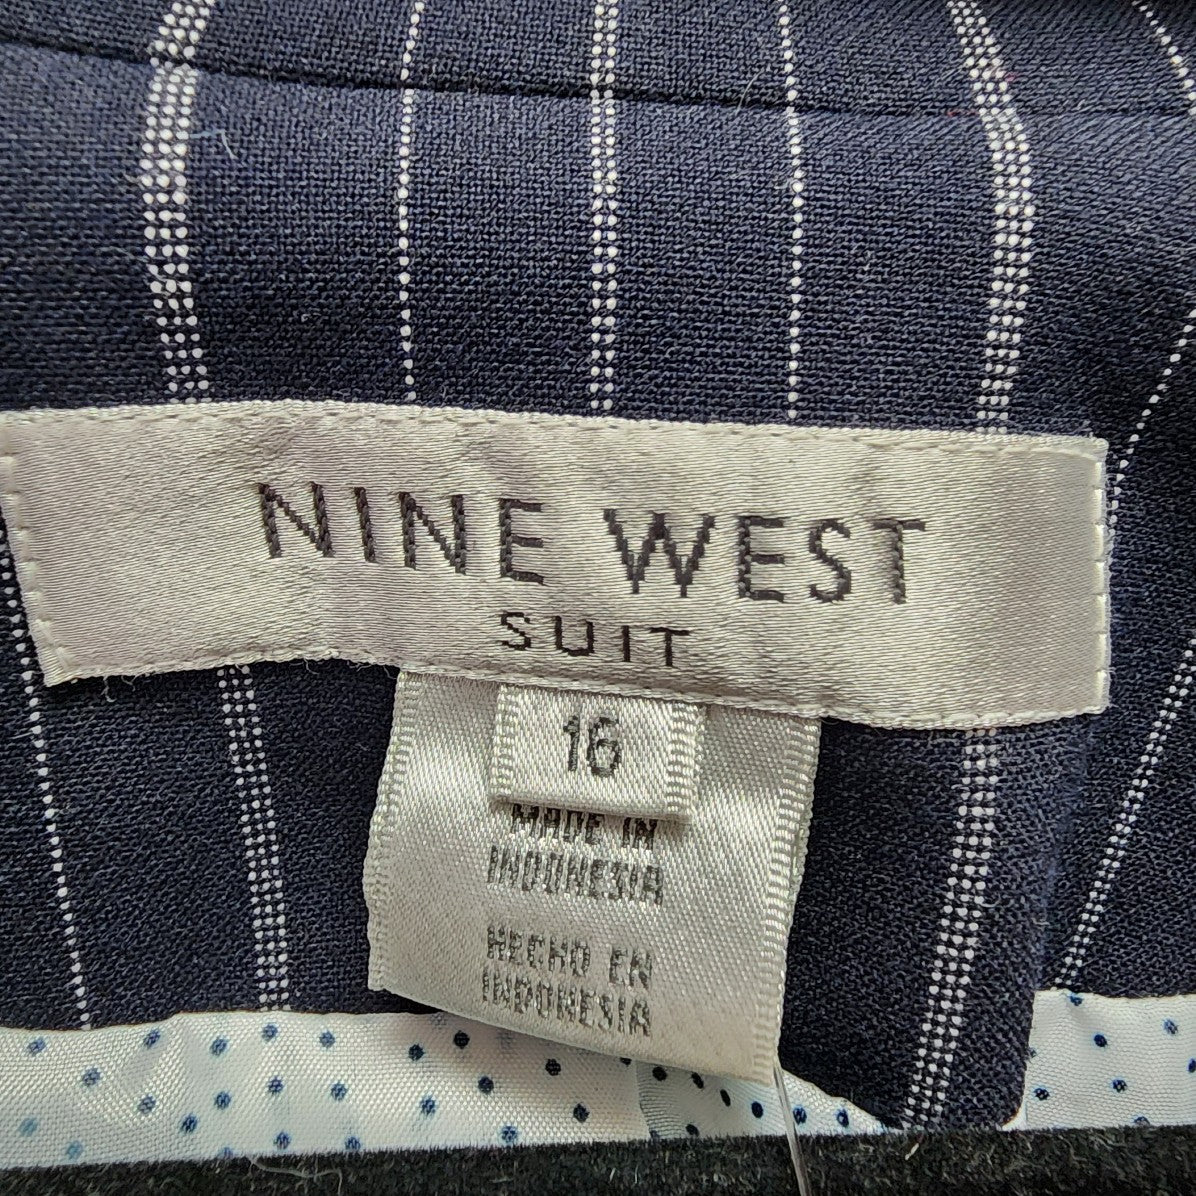 NINE WEST
SUIT
16
MADE IN
INDONESIA
HECHO EN
INDONESIA